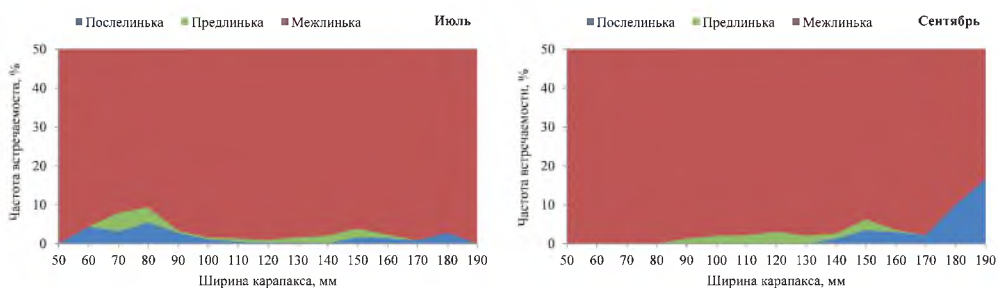 Послелинька Предлинька Межлинька Июль
50
40
30
20
10
0
Частота встречаемости, %
50 60 70 80 90 100 110 120 130 140 150 160 170 180 190
Ширина карапакса, мм
Послелинька Предлинька Межлинька Сентябрь
50
40
30
20
10
0
Частота встречаемости, %
50 60 70 80 90 100 110 120 130 140 150 160 170 180 190
Ширина карапакса, мм